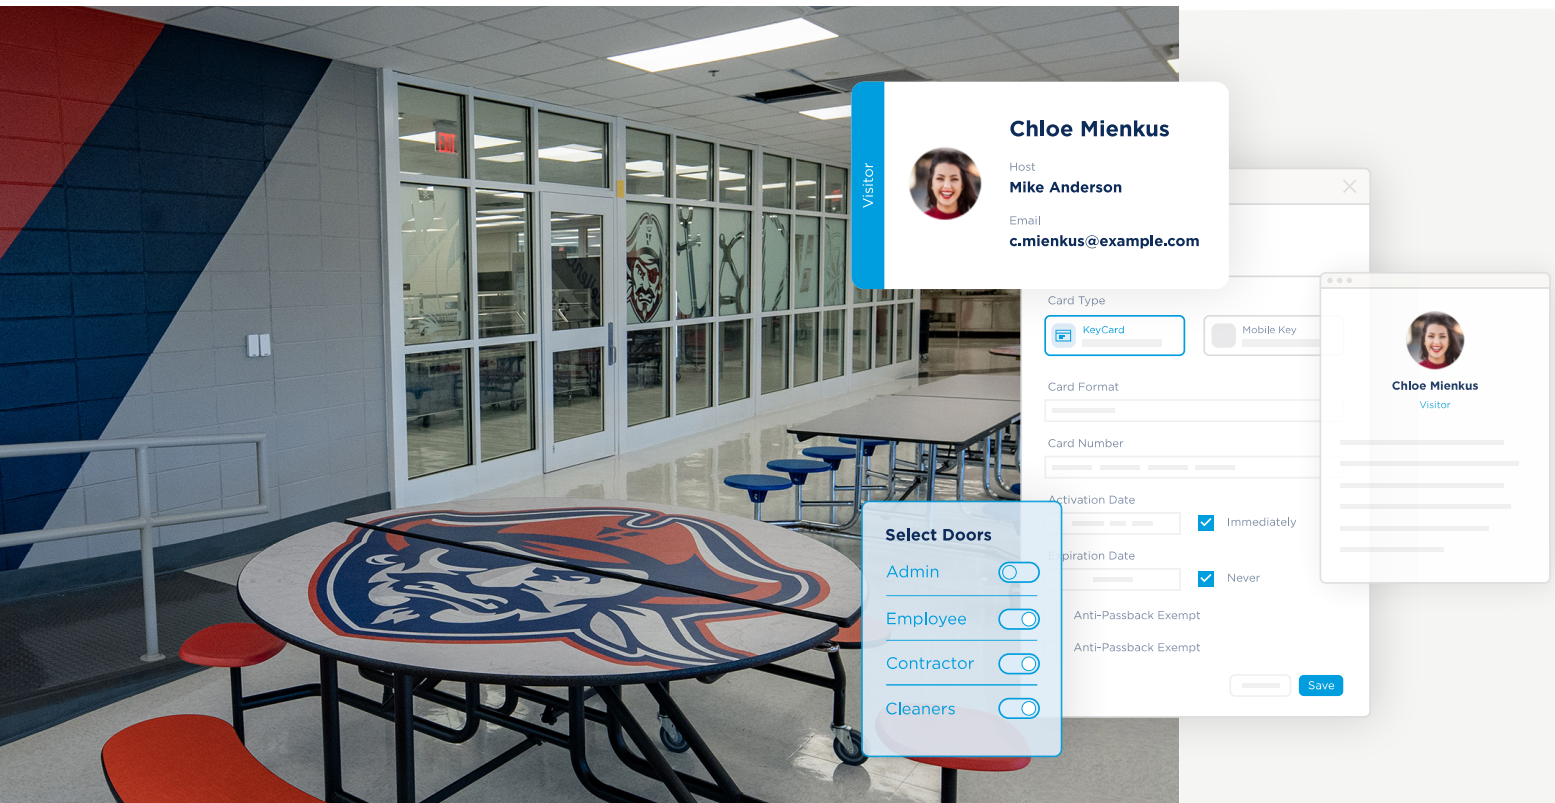 EXIT
Visitor
Chloe Mienkus
Host
Mike Anderson
Email
c.mienkus@example.com
Card Type
KeyCard
Mobile Key
Card Format
Card Number
Activation Date
Immediately
Expiration Date
Never
Anti-Passback Exempt
Anti-Passback Exempt
Save
Chloe Mienkus
Visitor
Select Doors
Admin
Employee
Contractor
Cleaners